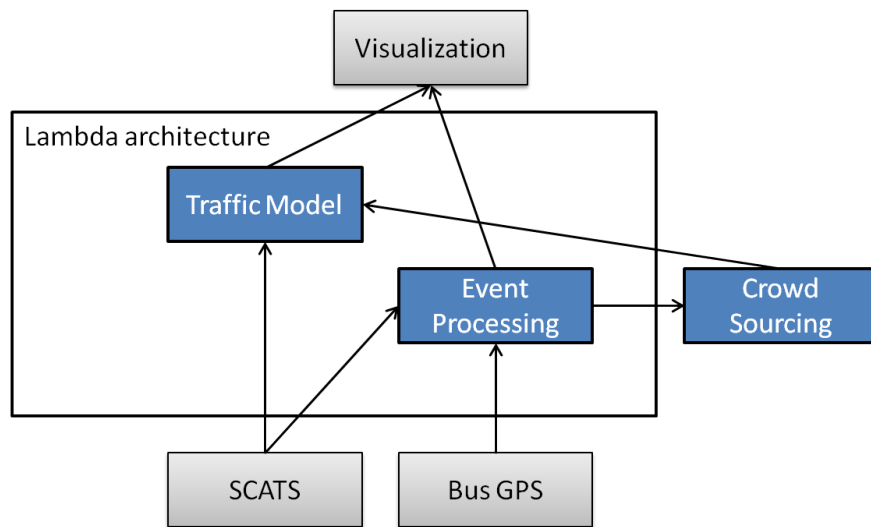 Visualization
Lambda architecture
Traffic Model
Event
Processing
Crowd
Sourcing
SCATS
Bus GPS